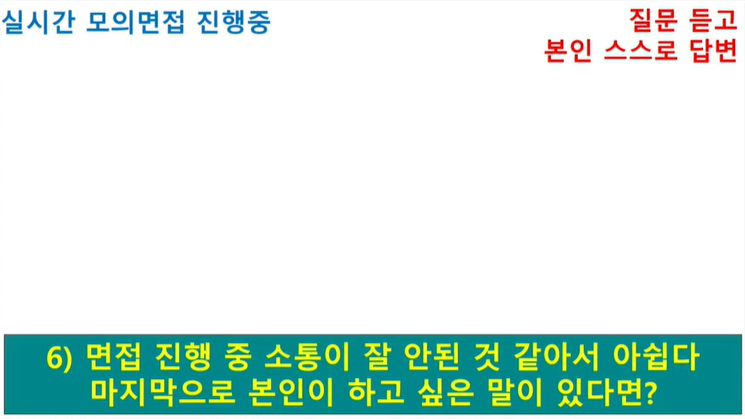 실시간 모의면접 진행중
질문 듣고
본인 스스로 답변
6) 면접 진행 중 소통이 잘 안된 것 같아서 아쉽다
마지막으로 본인이 하고 싶은 말이 있다면?